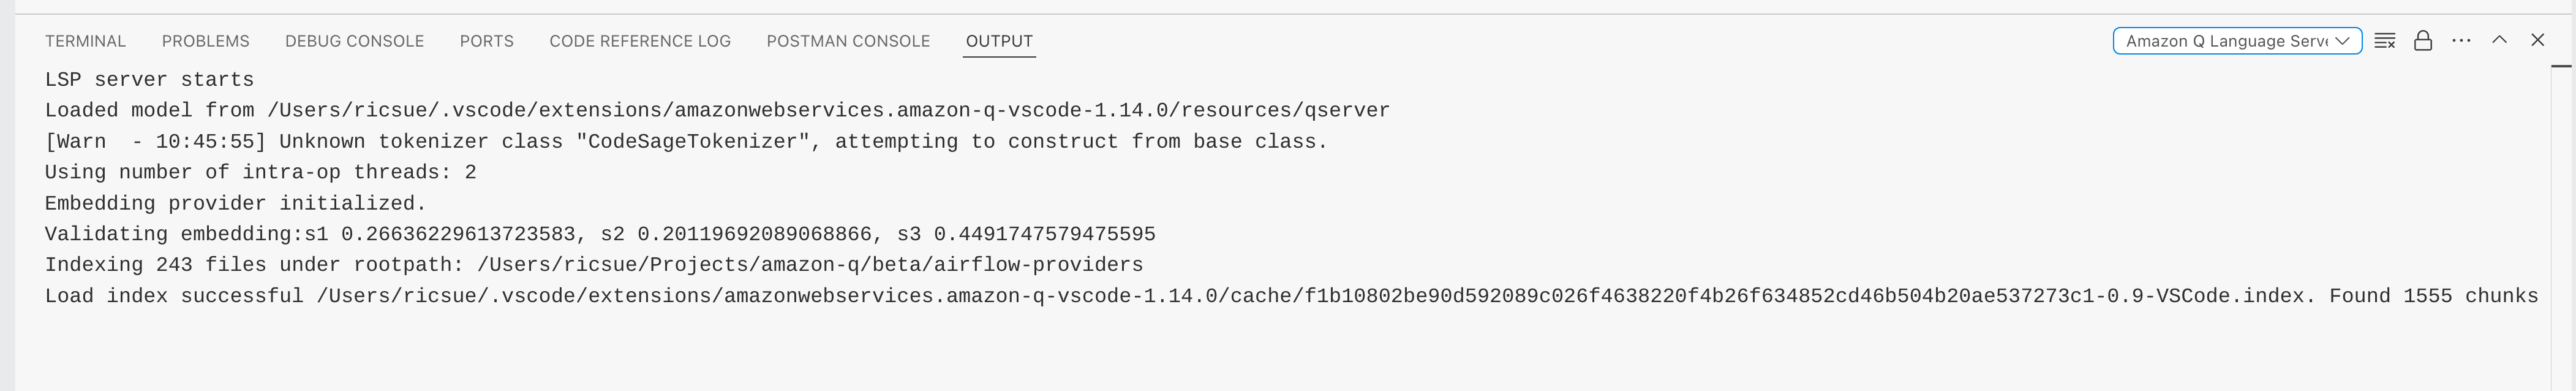 TERMINAL PROBLEMS DEBUG CONSOLE PORTS CODE REFERENCE LOG POSTMAN CONSOLE OUTPUT Amazon Q Language Serve
LSP server starts
Loaded model from /Users/ricsue/.vscode/extensions/amazonwebservices.amazon-q-vscode-1.14.0/resources/qserver
[Warn  - 10:45:55] Unknown tokenizer class "CodeSageTokenizer", attempting to construct from base class.
Using number of intra-op threads: 2
Embedding provider initialized.
Validating embedding:s1 0.26636229613723583, s2 0.20119692089068866, s3 0.4491747579475595
Indexing 243 files under rootpath: /Users/ricsue/Projects/amazon-q/beta/airflow-providers
Load index successful /Users/ricsue/.vscode/extensions/amazonwebservices.amazon-q-vscode-1.14.0/cache/f1b10802be90d592089c026f4638220f4b26f634852cd46b504b20ae537273c1-0.9-VSCode.index. Found 1555 chunks